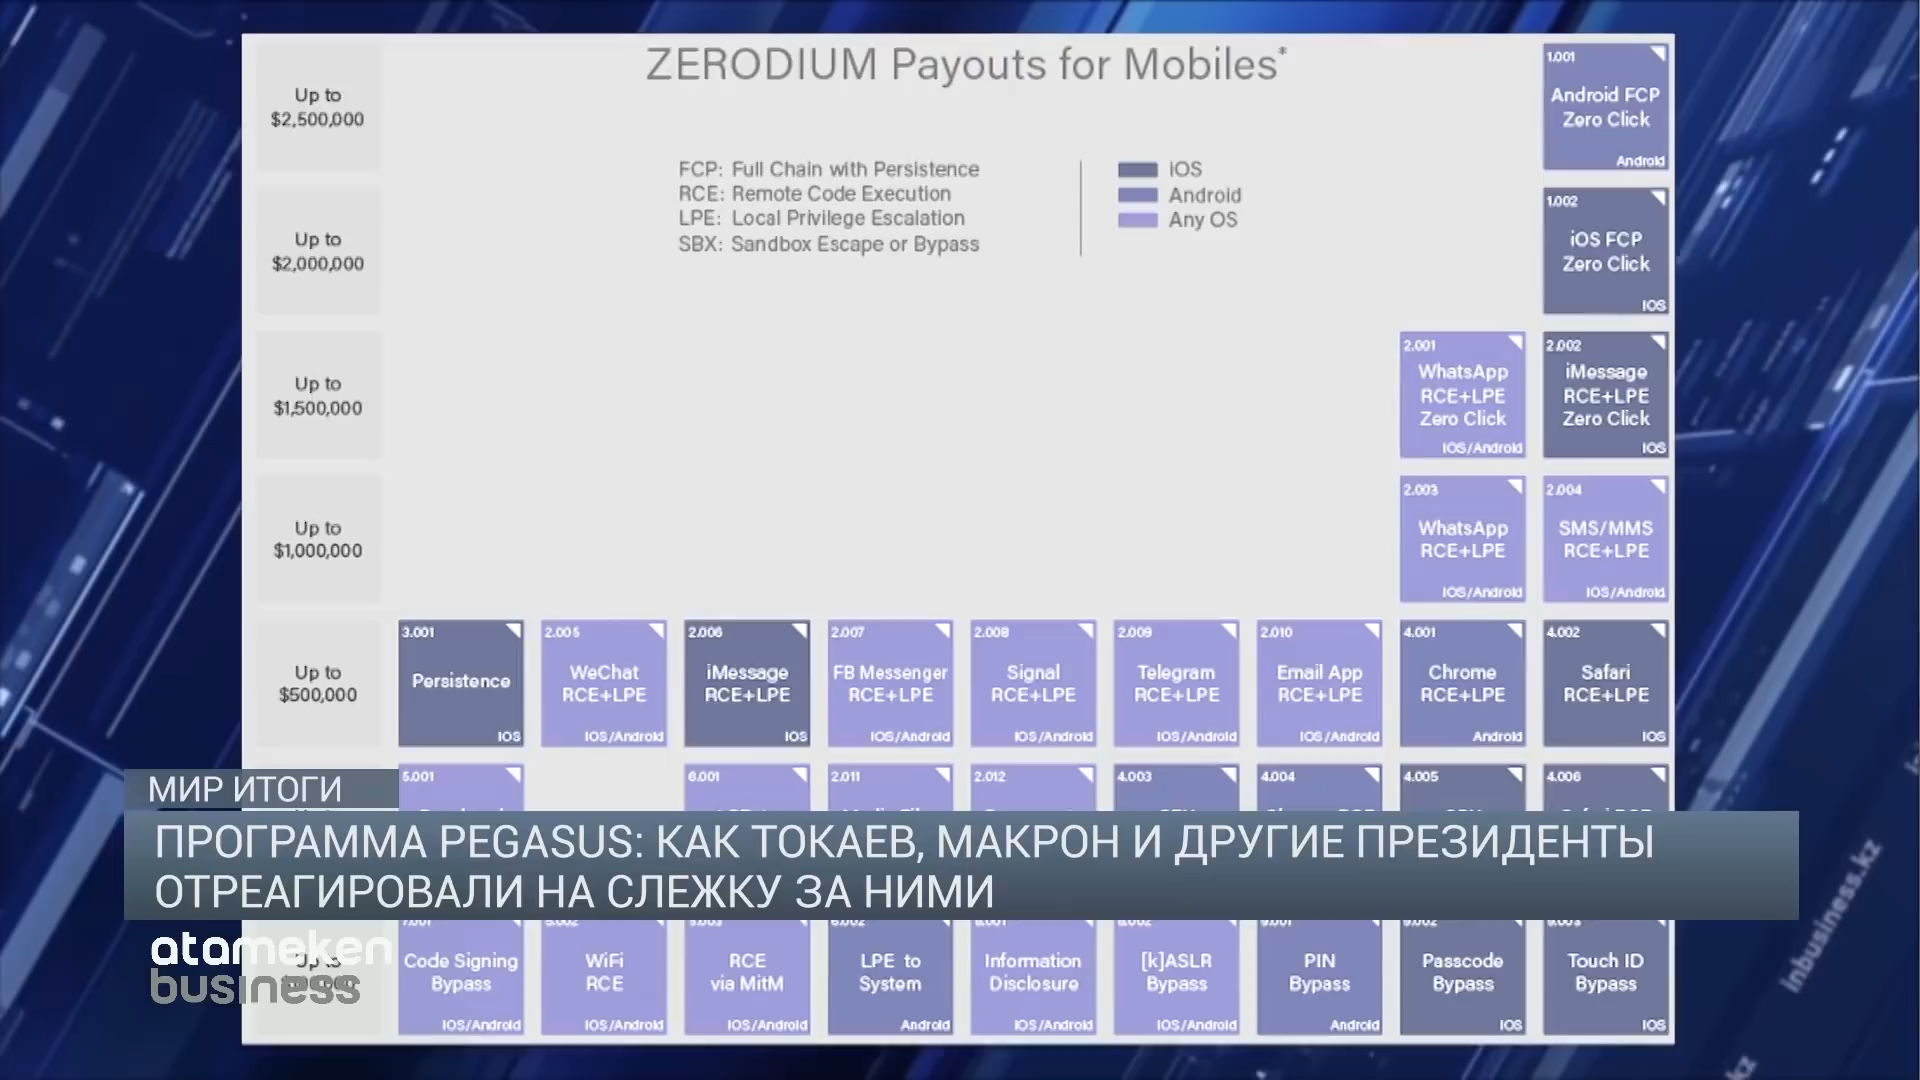 ZERODIUM Payouts for Mobiles*
FCP: Full Chain with Persistence
RCE: Remote Code Execution
LPE: Local Privilege Escalation
SBX: Sandbox Escape or Bypass
iOS
Android
Any OS
Up to
$2,500,000
1.001
Android FCP
Zero Click
Android
Up to
$2,000,000
1.002
iOS FCP
Zero Click
iOS
Up to
$1,500,000
2.001
WhatsApp
RCE+LPE
Zero Click
iOS/Android
2.002
iMessage
RCE+LPE
Zero Click
iOS
Up to
$1,000,000
2.003
WhatsApp
RCE+LPE
iOS/Android
2.004
SMS/MMS
RCE+LPE
iOS/Android
Up to
$500,000
3.001
Persistence
iOS
2.005
WeChat
RCE+LPE
iOS/Android
2.006
iMessage
RCE+LPE
iOS
2.007
FB Messenger
RCE+LPE
iOS/Android
2.008
Signal
RCE+LPE
iOS/Android
2.009
Telegram
RCE+LPE
iOS/Android
2.010
Email App
RCE+LPE
iOS/Android
4.001
Chrome
RCE+LPE
Android
4.002
Safari
RCE+LPE
iOS
5.001
6.001
2.011
2.012
4.003
4.004
4.005
4.006
МИР ИТОГИ
ПРОГРАММА PEGASUS: КАК ТОКАЕВ, МАКРОН И ДРУГИЕ ПРЕЗИДЕНТЫ
ОТРЕАГИРОВАЛИ НА СЛЕЖКУ ЗА НИМИ
atameken
business
Up to
Code Signing
Bypass
iOS/Android
WiFi
RCE
iOS/Android
RCE
via MitM
iOS/Android
LPE to
System
Android
Information
Disclosure
iOS/Android
[k]ASLR
Bypass
iOS/Android
PIN
Bypass
Android
Passcode
Bypass
iOS
Touch ID
Bypass
iOS
inbusiness.kz